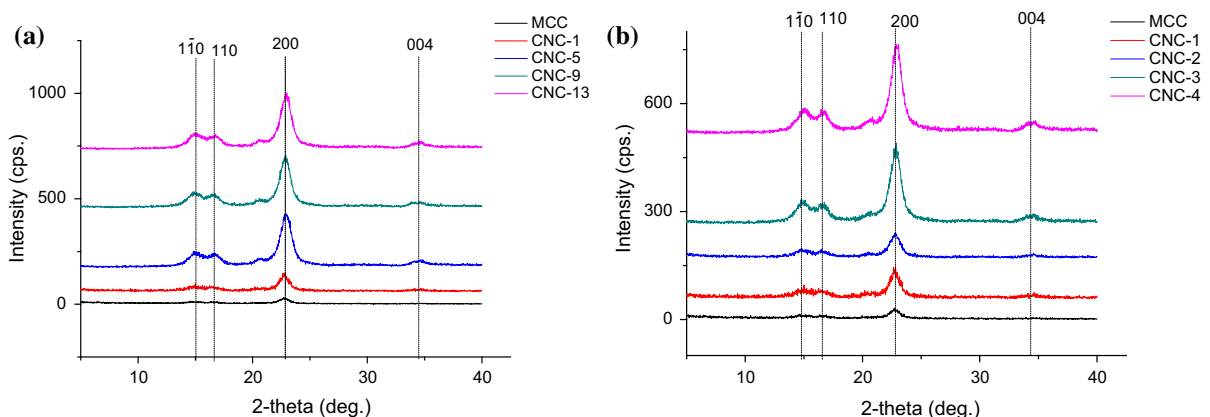 (a)
11̄0 110 200 004
MCC
CNC-1
CNC-5
CNC-9
CNC-13
1000
500
0
Intensity (cps.)
10 20 30 40
2-theta (deg.)
(b)
11̄0 110 200 004
MCC
CNC-1
CNC-2
CNC-3
CNC-4
600
300
0
Intensity (cps.)
10 20 30 40
2-theta (deg.)